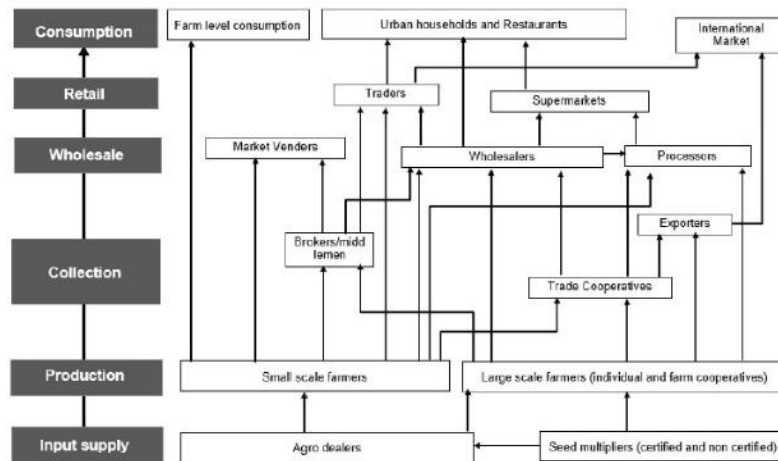 Consumption
Farm level consumption
Urban households and Restaurants
International
Market
Retail
Traders
Supermarkets
Wholesale
Market Venders
Wholesalers
Processors
Exporters
Brokers/midd
lemen
Collection
Trade Cooperatives
Production
Small scale farmers
Large scale farmers (individual and farm cooperatives)
Input supply
Agro dealers
Seed multipliers (certified and non certified)